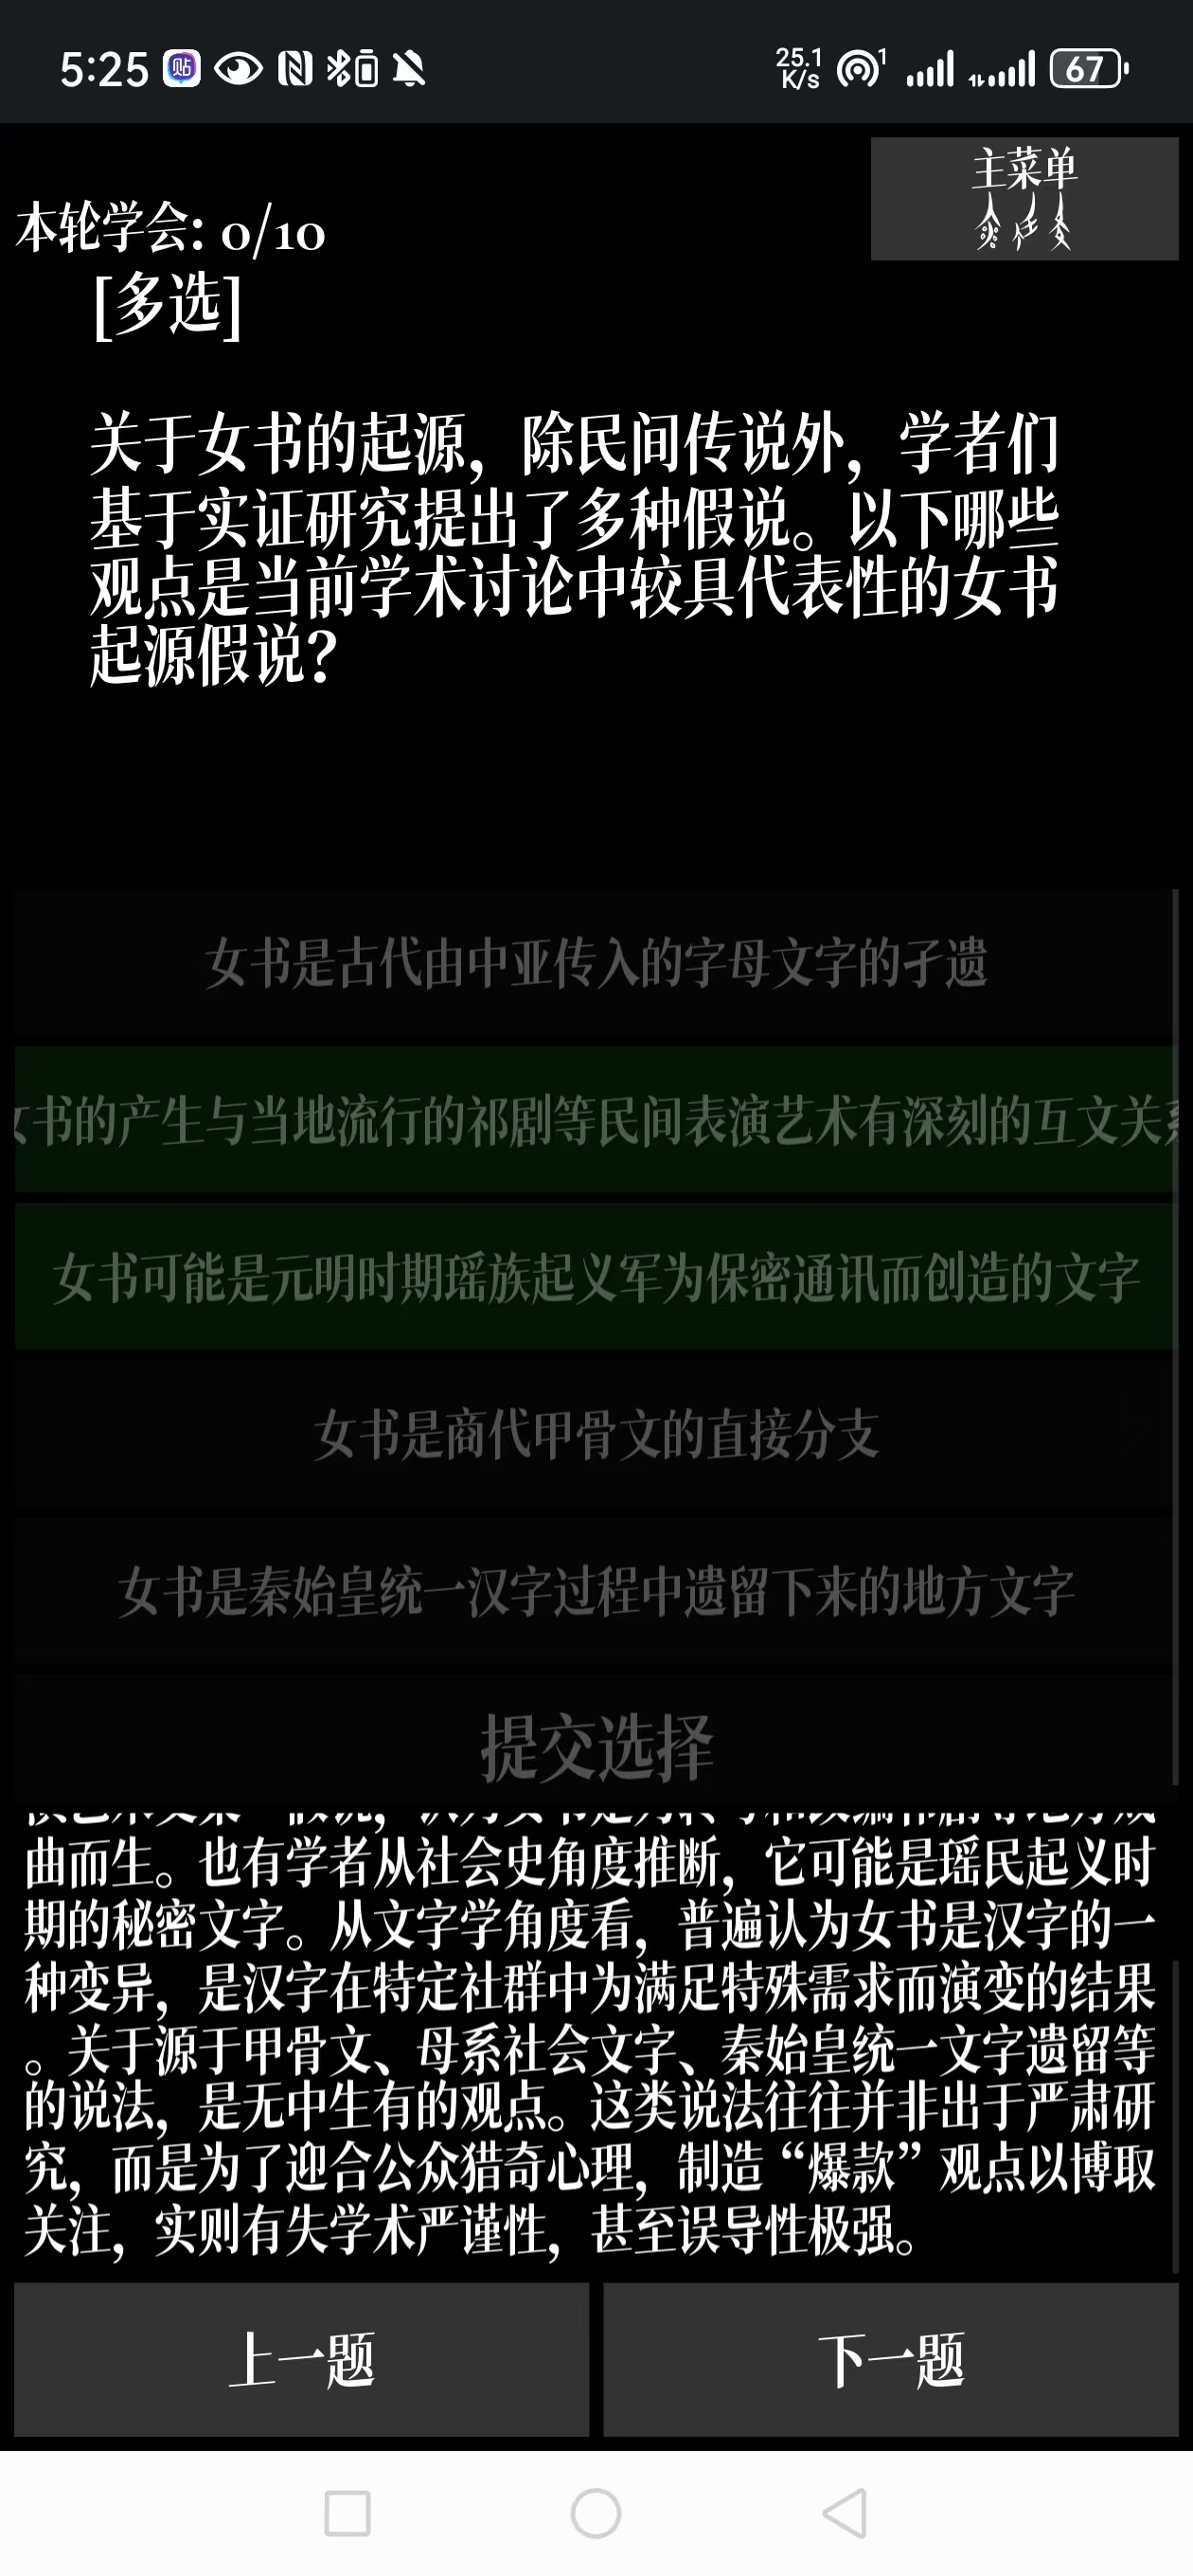 5:25
贴
25.1
K/s
1
67
主菜单
本轮学会: 0/10
[多选]
关于女书的起源，除民间传说外，学者们
基于实证研究提出了多种假说。以下哪些
观点是当前学术讨论中较具代表性的女书
起源假说？
女书是古代由中亚传入的字母文字的孑遗
女书的产生与当地流行的祁剧等民间表演艺术有深刻的互文关系
女书可能是元明时期瑶族起义军为保密通讯而创造的文字
女书是商代甲骨文的直接分支
女书是秦始皇统一汉字过程中遗留下来的地方文字
提交选择
曲而生。也有学者从社会史角度推断，它可能是瑶民起义时
期的秘密文字。从文字学角度看，普遍认为女书是汉字的一
种变异，是汉字在特定社群中为满足特殊需求而演变的结果
。关于源于甲骨文、母系社会文字、秦始皇统一文字遗留等
的说法，是无中生有的观点。这类说法往往并非出于严肃研
究，而是为了迎合公众猎奇心理，制造“爆款”观点以博取
关注，实则有失学术严谨性，甚至误导性极强。
上一题
下一题